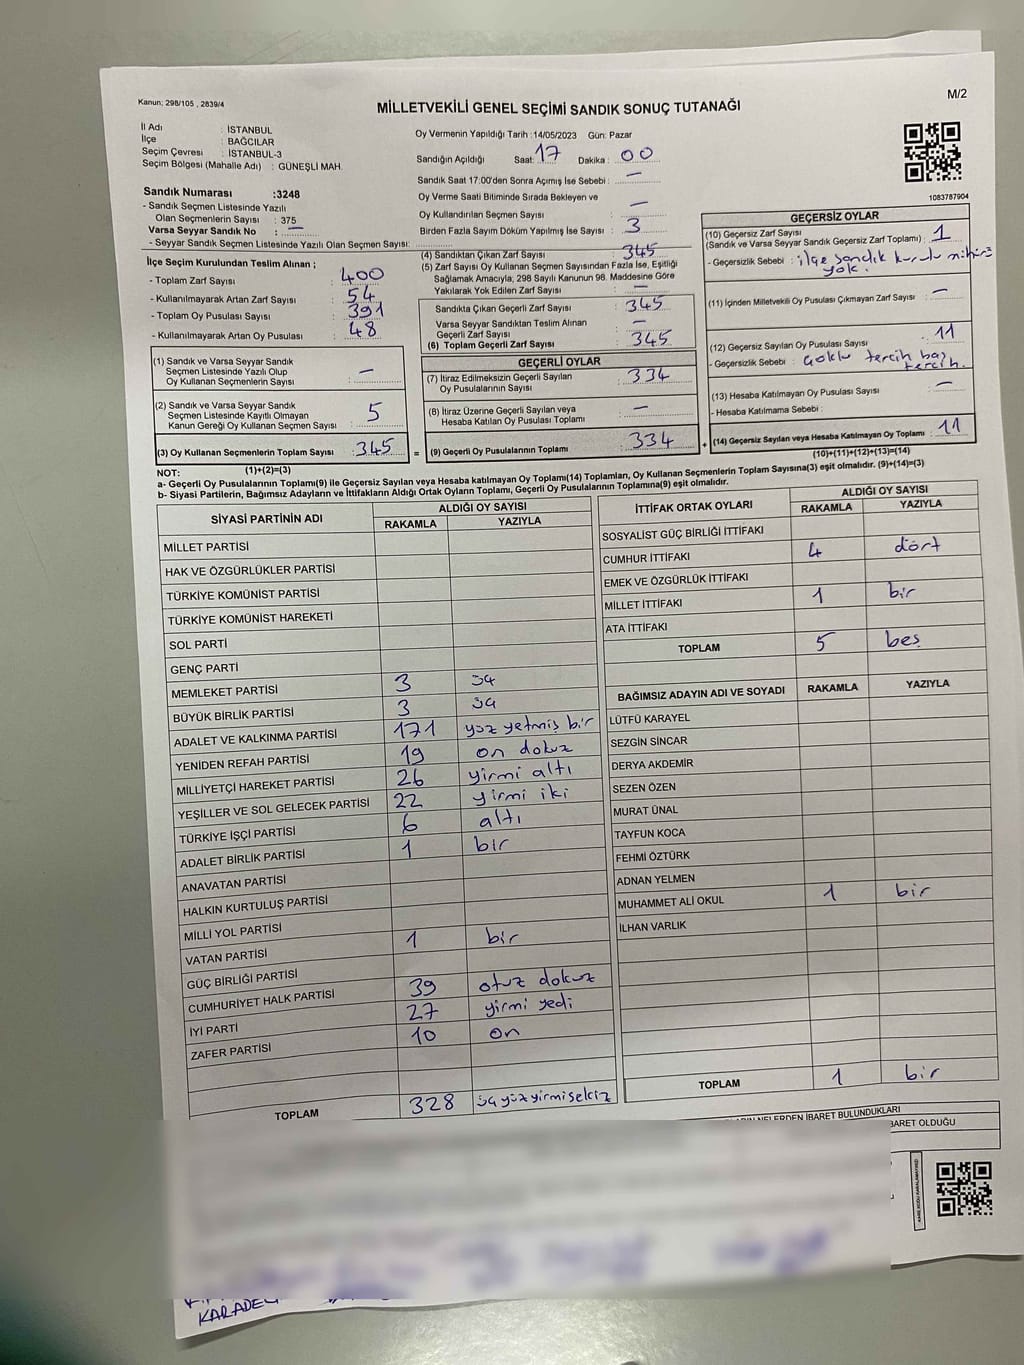 Kanun; 298/105 , 2839/4
M/2
MİLLETVEKİLİ GENEL SEÇİMİ SANDIK SONUÇ TUTANAĞI
İl Adı : İSTANBUL
İlçe : BAĞCILAR
Seçim Çevresi : İSTANBUL-3
Seçim Bölgesi (Mahalle Adı) : GÜNEŞLİ MAH.
Sandık Numarası :3248
- Sandık Seçmen Listesinde Yazılı
Olan Seçmenlerin Sayısı : 375
Varsa Seyyar Sandık No : —
- Seyyar Sandık Seçmen Listesinde Yazılı Olan Seçmen Sayısı:
Oy Vermenin Yapıldığı Tarih :14/05/2023 Gün: Pazar
Sandığın Açıldığı Saat: 17 Dakika : 00
Sandık Saat 17:00'den Sonra Açımış İse Sebebi : —
Oy Verme Saati Bitiminde Sırada Bekleyen ve
Oy Kullandırılan Seçmen Sayısı : —
Birden Fazla Sayım Döküm Yapılmış İse Sayısı : 3
1083787904
İlçe Seçim Kurulundan Teslim Alınan ;
- Toplam Zarf Sayısı : 400
- Kullanılmayarak Artan Zarf Sayısı : 54
- Toplam Oy Pusulası Sayısı : 391
- Kullanılmayarak Artan Oy Pusulası : 48
(1) Sandık ve Varsa Seyyar Sandık
Seçmen Listesinde Yazılı Olup
Oy Kullanan Seçmenlerin Sayısı : —
(2) Sandık ve Varsa Seyyar Sandık
Seçmen Listesinde Kayıtlı Olmayan
Kanun Gereği Oy Kullanan Seçmen Sayısı : 5
(3) Oy Kullanan Seçmenlerin Toplam Sayısı : 345 =
(1)+(2)=(3)
(4) Sandıktan Çıkan Zarf Sayısı : 345
(5) Zarf Sayısı Oy Kullanan Seçmen Sayısından Fazla İse, Eşitliği
Sağlamak Amacıyla; 298 Sayılı Kanunun 98. Maddesine Göre
Yakılarak Yok Edilen Zarf Sayısı : —
Sandıkta Çıkan Geçerli Zarf Sayısı : 345
Varsa Seyyar Sandıktan Teslim Alınan
Geçerli Zarf Sayısı : —
(6) Toplam Geçerli Zarf Sayısı : 345
GEÇERLİ OYLAR
(7) İtiraz Edilmeksizin Geçerli Sayılan
Oy Pusulalarının Sayısı : 334
(8) İtiraz Üzerine Geçerli Sayılan veya
Hesaba Katılan Oy Pusulası Toplamı : —
(9) Geçerli Oy Pusulalarının Toplamı : 334 +
GEÇERSİZ OYLAR
(10) Geçersiz Zarf Sayısı
(Sandık ve Varsa Seyyar Sandık Geçersiz Zarf Toplamı) : 1
- Geçersizlik Sebebi : ilçe sandık kurulu mührü
yok.
(11) İçinden Milletvekili Oy Pusulası Çıkmayan Zarf Sayısı : —
(12) Geçersiz Sayılan Oy Pusulası Sayısı : 11
- Geçersizlik Sebebi : Çoklu tercih boş
tercih.
(13) Hesaba Katılmayan Oy Pusulası Sayısı : —
- Hesaba Katılmama Sebebi :
(14) Geçersiz Sayılan veya Hesaba Katılmayan Oy Toplamı : 11
(10)+(11)+(12)+(13)=(14)
NOT:
a- Geçerli Oy Pusulalarının Toplamı(9) ile Geçersiz Sayılan veya Hesaba katılmayan Oy Toplamı(14) Toplamları, Oy Kullanan Seçmenlerin Toplam Sayısına(3) eşit olmalıdır. (9)+(14)=(3)
b- Siyasi Partilerin, Bağımsız Adayların ve İttifakların Aldığı Ortak Oyların Toplamı, Geçerli Oy Pusulalarının Toplamına(9) eşit olmalıdır.
SİYASİ PARTİNİN ADI
ALDIĞI OY SAYISI
RAKAMLA YAZIYLA
MİLLET PARTİSİ
HAK VE ÖZGÜRLÜKLER PARTİSİ
TÜRKİYE KOMÜNİST PARTİSİ
TÜRKİYE KOMÜNİST HAREKETİ
SOL PARTİ
GENÇ PARTİ
MEMLEKET PARTİSİ 3 üç
BÜYÜK BİRLİK PARTİSİ 3 üç
ADALET VE KALKINMA PARTİSİ 171 yüz yetmiş bir
YENİDEN REFAH PARTİSİ 19 on dokuz
MİLLİYETÇİ HAREKET PARTİSİ 26 yirmi altı
YEŞİLLER VE SOL GELECEK PARTİSİ 22 yirmi iki
TÜRKİYE İŞÇİ PARTİSİ 6 altı
ADALET BİRLİK PARTİSİ 1 bir
ANAVATAN PARTİSİ
HALKIN KURTULUŞ PARTİSİ
MİLLİ YOL PARTİSİ
VATAN PARTİSİ 1 bir
GÜÇ BİRLİĞİ PARTİSİ
CUMHURİYET HALK PARTİSİ 39 otuz dokuz
İYİ PARTİ 27 yirmi yedi
ZAFER PARTİSİ 10 on
TOPLAM 328 üç yüz yirmi sekiz
İTTİFAK ORTAK OYLARI
ALDIĞI OY SAYISI
RAKAMLA YAZIYLA
SOSYALİST GÜÇ BİRLİĞİ İTTİFAKI
CUMHUR İTTİFAKI 4 dört
EMEK VE ÖZGÜRLÜK İTTİFAKI
MİLLET İTTİFAKI 1 bir
ATA İTTİFAKI
TOPLAM 5 beş
BAĞIMSIZ ADAYIN ADI VE SOYADI RAKAMLA YAZIYLA
LÜTFÜ KARAYEL
SEZGİN SİNCAR
DERYA AKDEMİR
SEZEN ÖZEN
MURAT ÜNAL
TAYFUN KOCA
FEHMİ ÖZTÜRK
ADNAN YELMEN
MUHAMMET ALİ OKUL 1 bir
İLHAN VARLIK
TOPLAM 1 bir
NELERDEN İBARET BULUNDUKLARI
BARET OLDUĞU